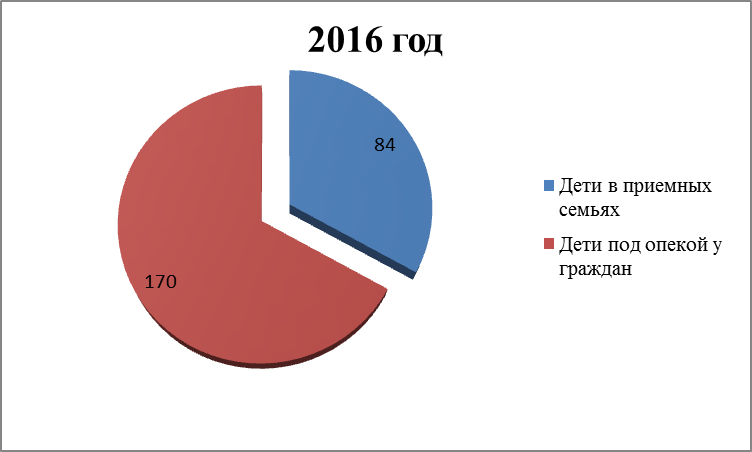 2016 год
84
170
Дети в приемных
семьях
Дети под опекой у
граждан